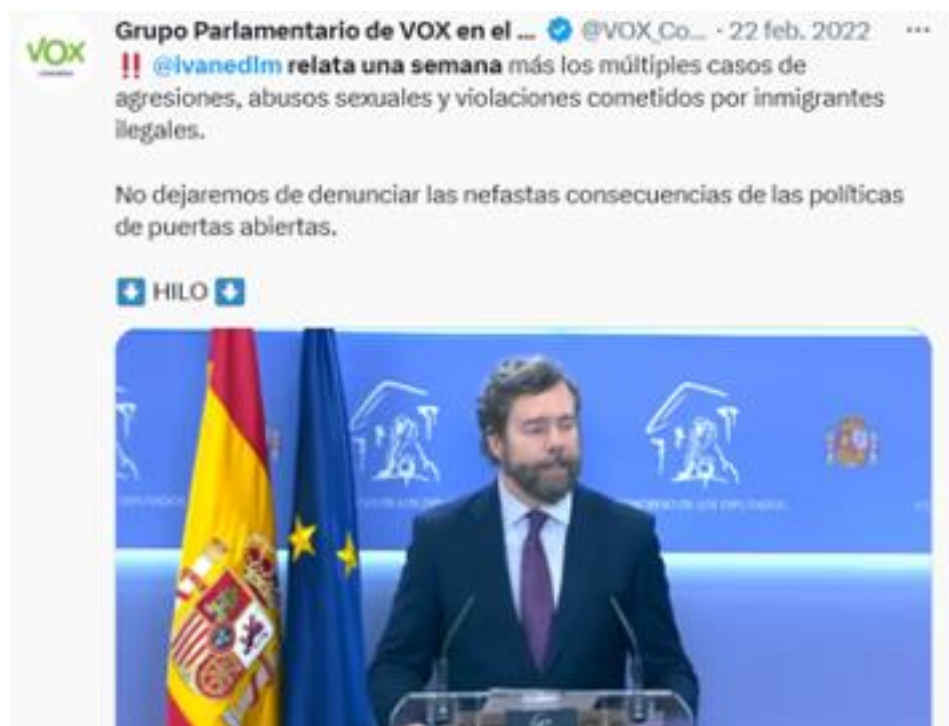 VOX
Grupo Parlamentario de VOX en el ... @VOX_Co... · 22 feb. 2022
‼ @ivanedlm relata una semana más los múltiples casos de
agresiones, abusos sexuales y violaciones cometidos por inmigrantes
ilegales.
No dejaremos de denunciar las nefastas consecuencias de las políticas
de puertas abiertas.
⬇ HILO ⬇